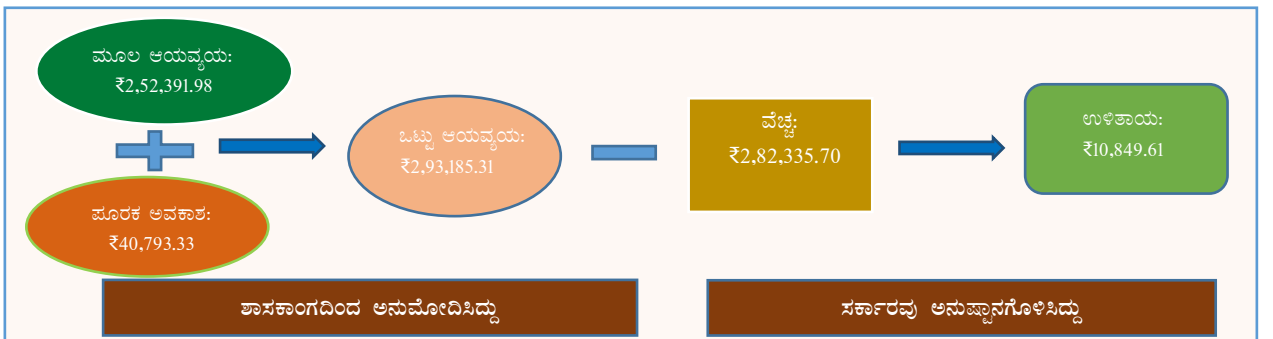 ಮೂಲ ಆಯವ್ಯಯ:
₹2,52,391.98
ಪೂರಕ ಅವಕಾಶ:
₹40,793.33
ಒಟ್ಟು ಆಯವ್ಯಯ:
₹2,93,185.31
ವೆಚ್ಚ:
₹2,82,335.70
ಉಳಿತಾಯ:
₹10,849.61
ಶಾಸಕಾಂಗದಿಂದ ಅನುಮೋದಿಸಿದ್ದು
ಸರ್ಕಾರವು ಅನುಷ್ಠಾನಗೊಳಿಸಿದ್ದು